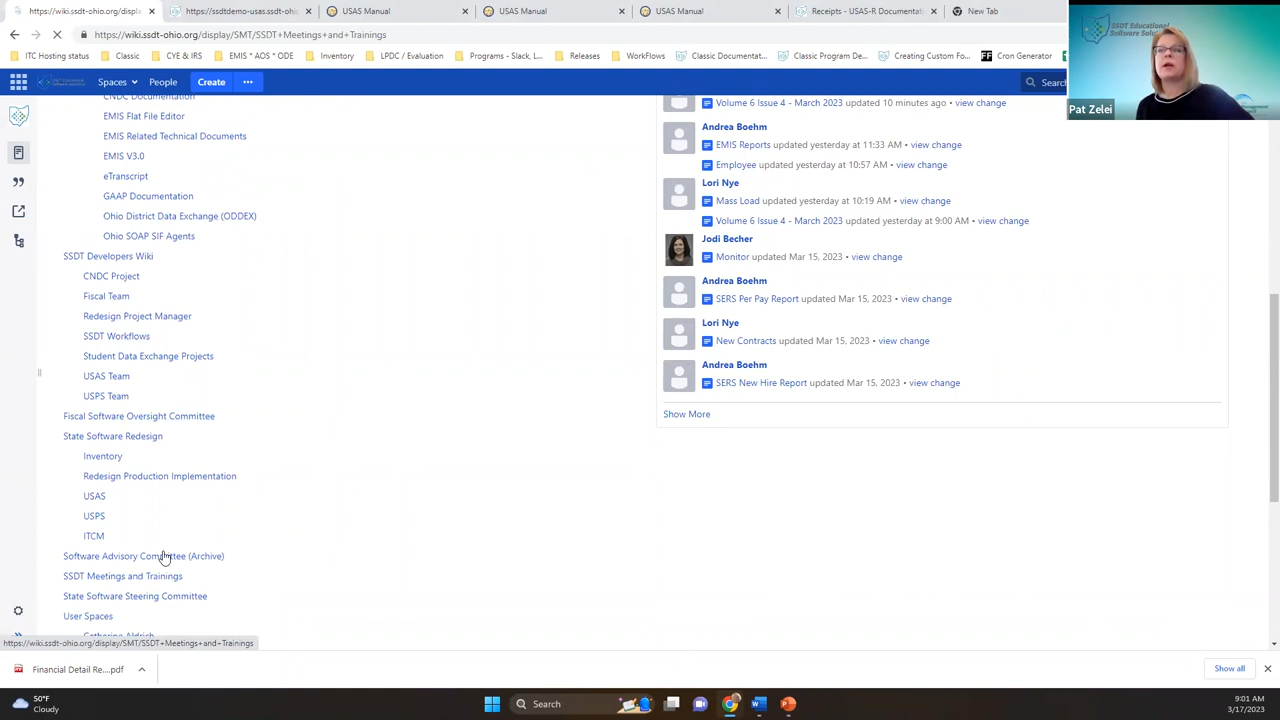 https://wiki.ssdt-ohio.org/displa
https://ssdtdemo-usas.ssdt-ohi
USAS Manual
USAS Manual
USAS Manual
Receipts - USAS-R Documentat
New Tab
https://wiki.ssdt-ohio.org/display/SMT/SSDT+Meetings+and+Trainings
ITC Hosting status
Classic
CYE & IRS
EMIS * AOS * ODE
Inventory
LPDC / Evaluation
Programs - Slack, L...
Releases
WorkFlows
Classic Documentat...
Classic Program De...
Creating Custom Fo...
Cron Generator
Spaces
People
Create
Search
Pat Zelei
CNDC Documentation
EMIS Flat File Editor
EMIS Related Technical Documents
EMIS V3.0
eTranscript
GAAP Documentation
Ohio District Data Exchange (ODDEX)
Ohio SOAP SIF Agents
SSDT Developers Wiki
CNDC Project
Fiscal Team
Redesign Project Manager
SSDT Workflows
Student Data Exchange Projects
USAS Team
USPS Team
Fiscal Software Oversight Committee
State Software Redesign
Inventory
Redesign Production Implementation
USAS
USPS
ITCM
Software Advisory Committee (Archive)
SSDT Meetings and Trainings
State Software Steering Committee
User Spaces
Catherine Aldrich
Volume 6 Issue 4 - March 2023 updated 10 minutes ago • view change
Andrea Boehm
EMIS Reports updated yesterday at 11:33 AM • view change
Employee updated yesterday at 10:57 AM • view change
Lori Nye
Mass Load updated yesterday at 10:19 AM • view change
Volume 6 Issue 4 - March 2023 updated yesterday at 9:00 AM • view change
Jodi Becher
Monitor updated Mar 15, 2023 • view change
Andrea Boehm
SERS Per Pay Report updated Mar 15, 2023 • view change
Lori Nye
New Contracts updated Mar 15, 2023 • view change
Andrea Boehm
SERS New Hire Report updated Mar 15, 2023 • view change
Show More
https://wiki.ssdt-ohio.org/display/SMT/SSDT+Meetings+and+Trainings
Financial Detail Re....pdf
Show all
50°F
Cloudy
Search
9:01 AM
3/17/2023